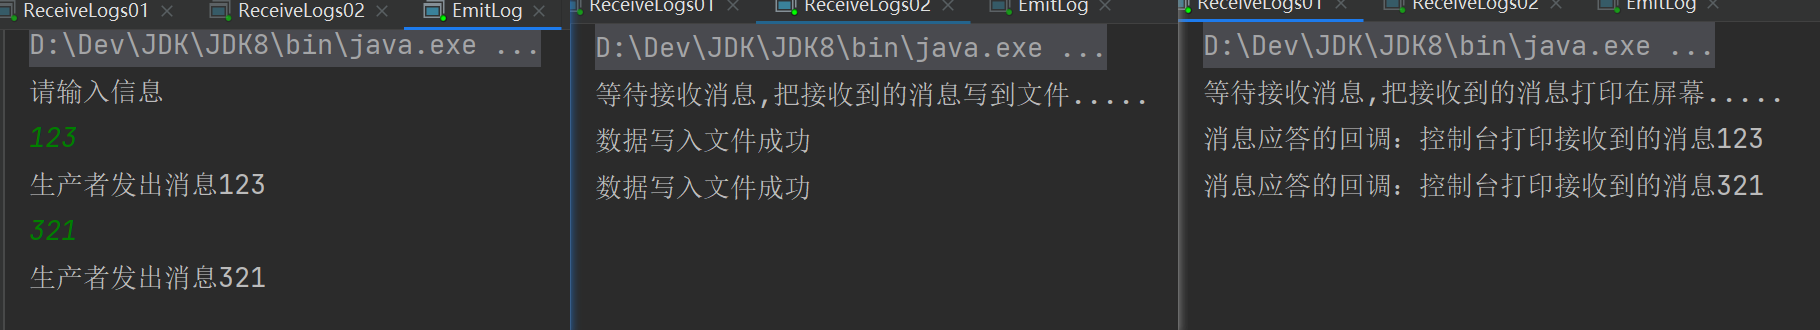 ReceiveLogs01 ReceiveLogs02 EmitLog
D:\Dev\JDK\JDK8\bin\java.exe ...
请输入信息
123
生产者发出消息123
321
生产者发出消息321
ReceiveLogs01 ReceiveLogs02 EmitLog
D:\Dev\JDK\JDK8\bin\java.exe ...
等待接收消息,把接收到的消息写到文件.....
数据写入文件成功
数据写入文件成功
ReceiveLogs01 ReceiveLogs02 EmitLog
D:\Dev\JDK\JDK8\bin\java.exe ...
等待接收消息,把接收到的消息打印在屏幕.....
消息应答的回调：控制台打印接收到的消息123
消息应答的回调：控制台打印接收到的消息321